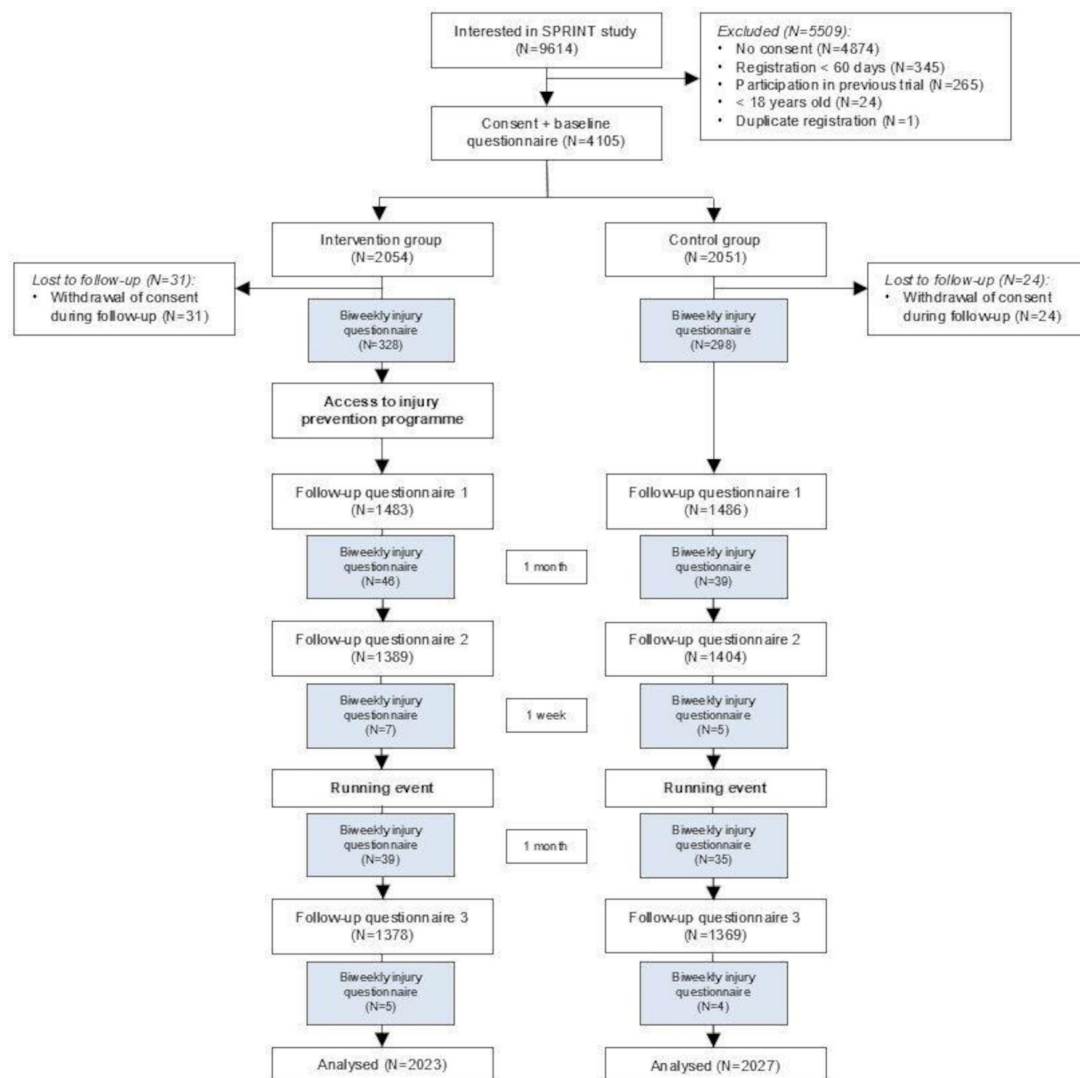 Interested in SPRINT study
(N=9614)
Excluded (N=5509):
• No consent (N=4874)
• Registration < 60 days (N=345)
• Participation in previous trial (N=265)
• < 18 years old (N=24)
• Duplicate registration (N=1)
Consent + baseline
questionnaire (N=4105)
Intervention group
(N=2054)
Control group
(N=2051)
Lost to follow-up (N=31):
• Withdrawal of consent
during follow-up (N=31)
Lost to follow-up (N=24):
• Withdrawal of consent
during follow-up (N=24)
Biweekly injury
questionnaire
(N=328)
Biweekly injury
questionnaire
(N=298)
Access to injury
prevention programme
Follow-up questionnaire 1
(N=1483)
Follow-up questionnaire 1
(N=1486)
Biweekly injury
questionnaire
(N=46)
1 month
Biweekly injury
questionnaire
(N=39)
Follow-up questionnaire 2
(N=1389)
Follow-up questionnaire 2
(N=1404)
Biweekly injury
questionnaire
(N=7)
1 week
Biweekly injury
questionnaire
(N=5)
Running event
Running event
Biweekly injury
questionnaire
(N=39)
1 month
Biweekly injury
questionnaire
(N=35)
Follow-up questionnaire 3
(N=1378)
Follow-up questionnaire 3
(N=1369)
Biweekly injury
questionnaire
(N=5)
Biweekly injury
questionnaire
(N=4)
Analysed (N=2023)
Analysed (N=2027)